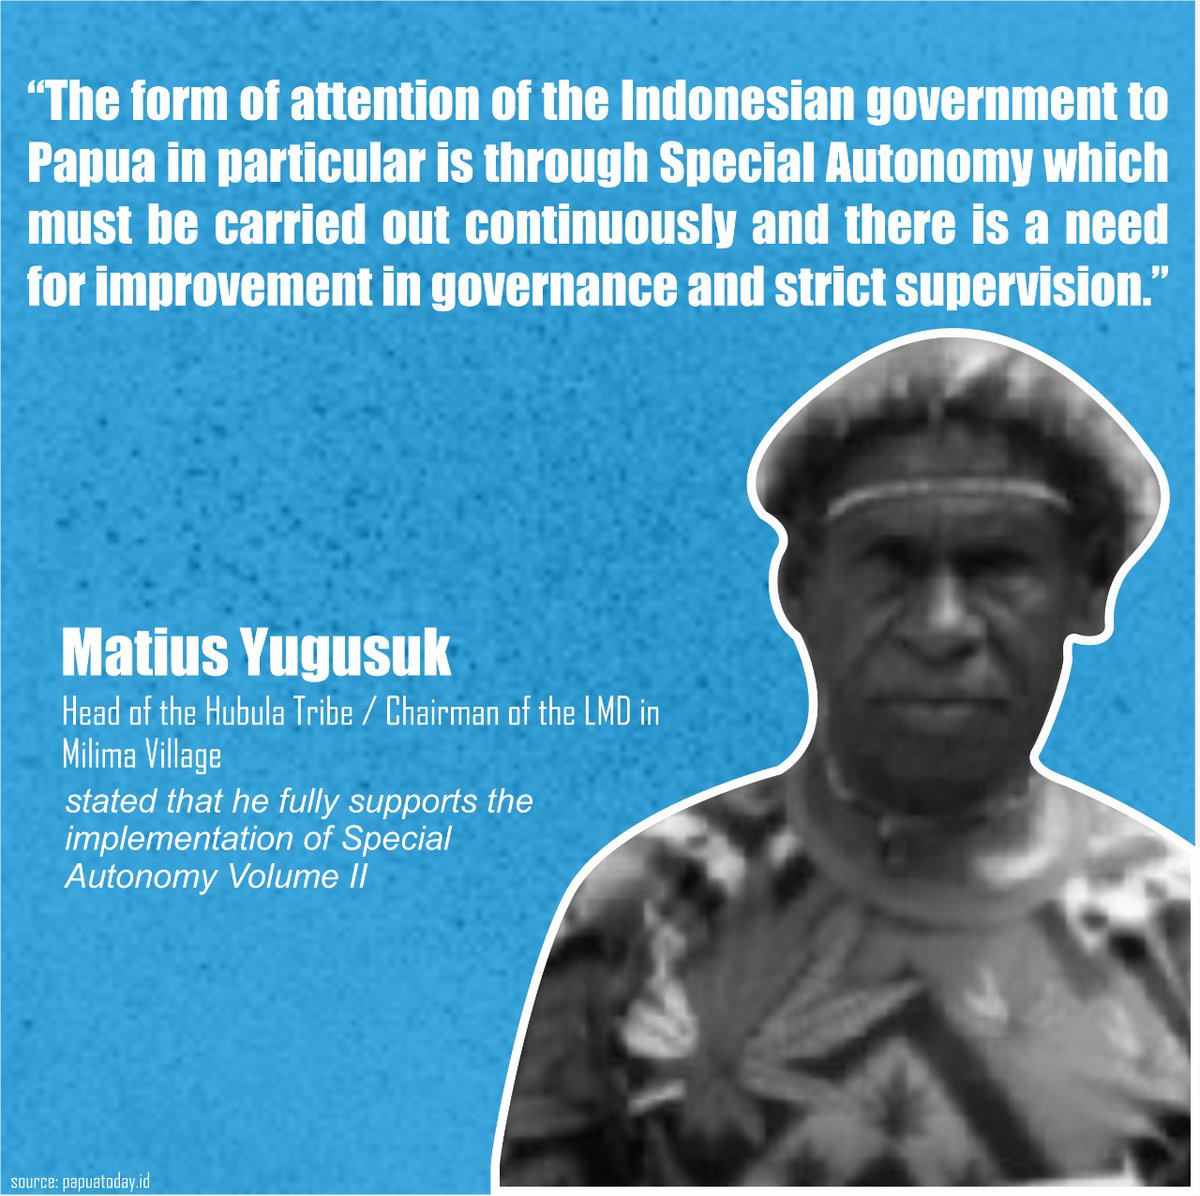 “The form of attention of the Indonesian government to
Papua in particular is through Special Autonomy which
must be carried out continuously and there is a need
for improvement in governance and strict supervision.”
Matius Yugusuk
Head of the Hubula Tribe / Chairman of the LMD in
Milima Village
stated that he fully supports the
implementation of Special
Autonomy Volume II
source: papuatoday.id